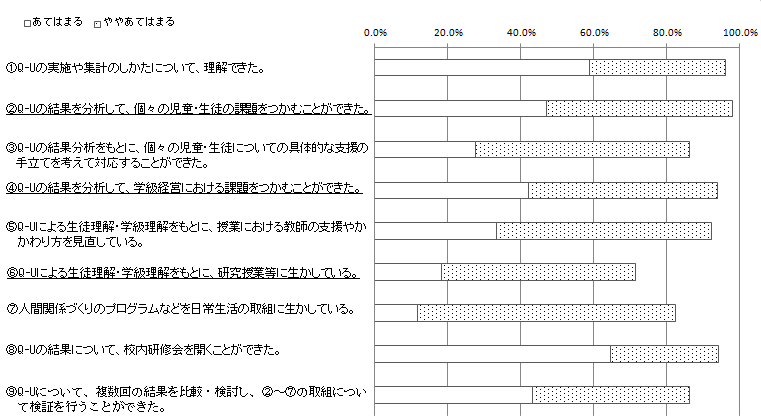 □あてはまる □ややあてはまる
0.0% 20.0% 40.0% 60.0% 80.0% 100.0%
①Q-Uの実施や集計のしかたについて、理解できた。
②Q-Uの結果を分析して、個々の児童・生徒の課題をつかむことができた。
③Q-Uの結果分析をもとに、個々の児童・生徒についての具体的な支援の
手立てを考えて対応することができた。
④Q-Uの結果を分析して、学級経営における課題をつかむことができた。
⑤Q-Uによる生徒理解・学級理解をもとに、授業における教師の支援やか
かわり方を見直している。
⑥Q-Uによる生徒理解・学級理解をもとに、研究授業等に生かしている。
⑦人間関係づくりのプログラムなどを日常生活の取組に生かしている。
⑧Q-Uの結果について、校内研修会を開くことができた。
⑨Q-Uについて、複数回の結果を比較・検討し、②～⑦の取組につい
て検証を行うことができた。